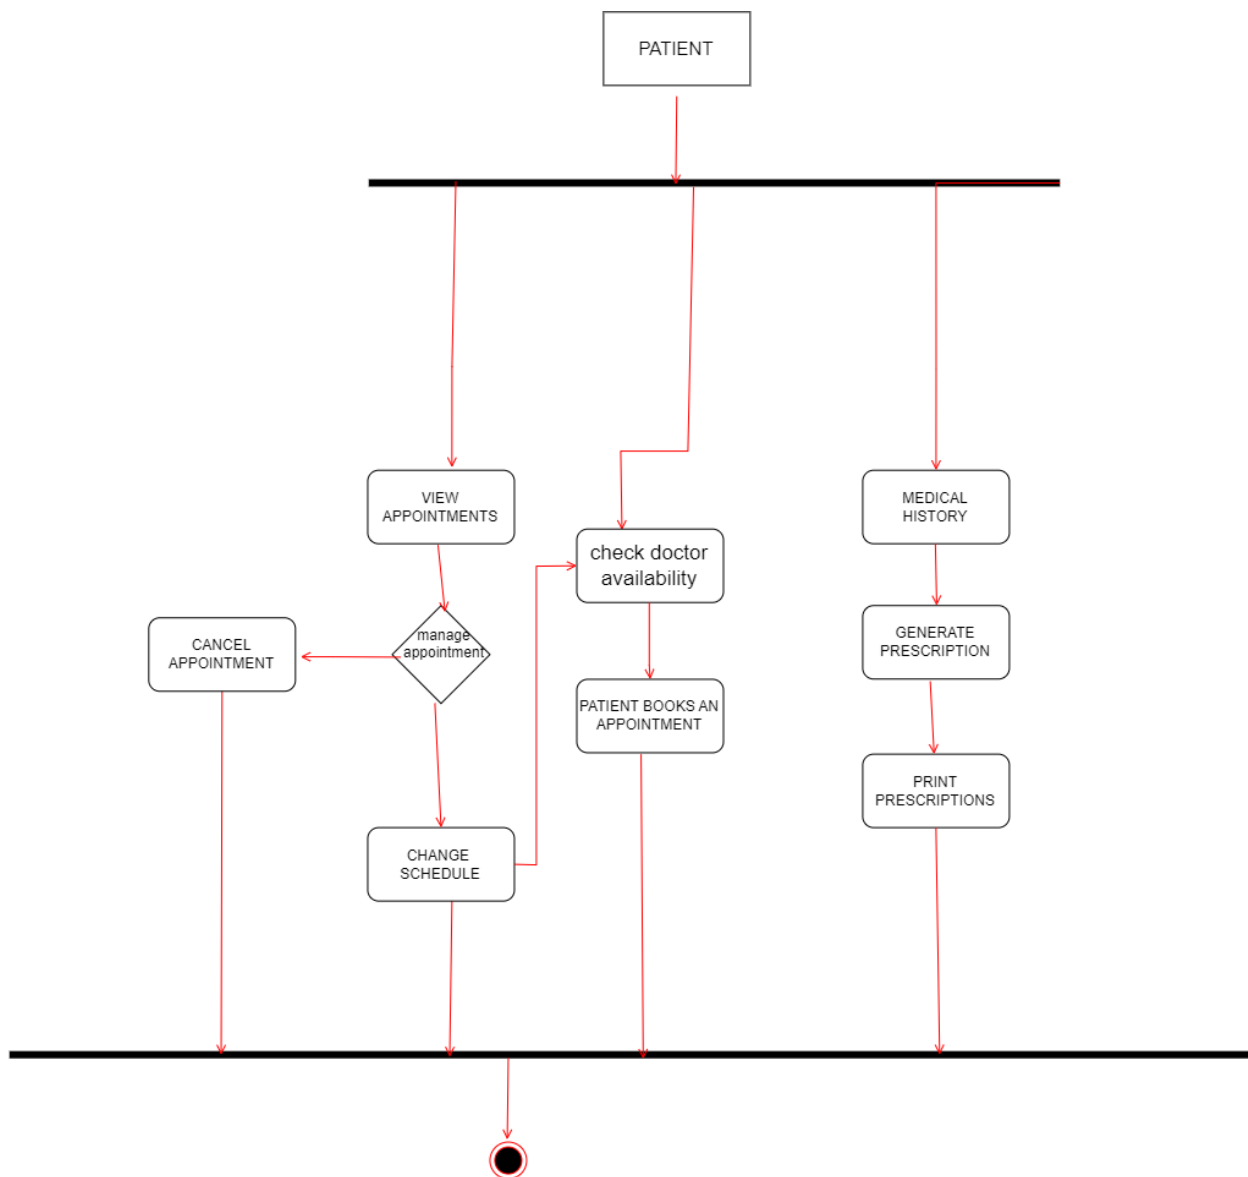 PATIENT
VIEW
APPOINTMENTS
MEDICAL
HISTORY
check doctor
availability
manage
appointment
CANCEL
APPOINTMENT
GENERATE
PRESCRIPTION
PATIENT BOOKS AN
APPOINTMENT
PRINT
PRESCRIPTIONS
CHANGE
SCHEDULE